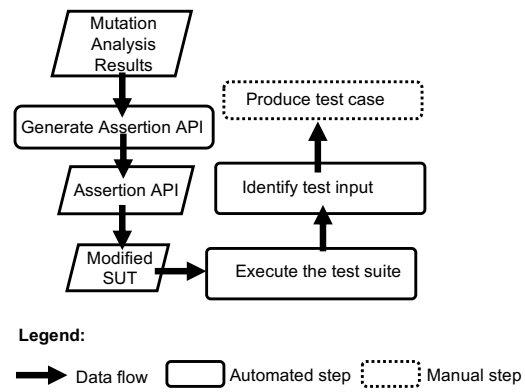 Mutation
Analysis
Results
Generate Assertion API
Assertion API
Modified
SUT
Execute the test suite
Identify test input
Produce test case
Legend:
Data flow
Automated step
Manual step